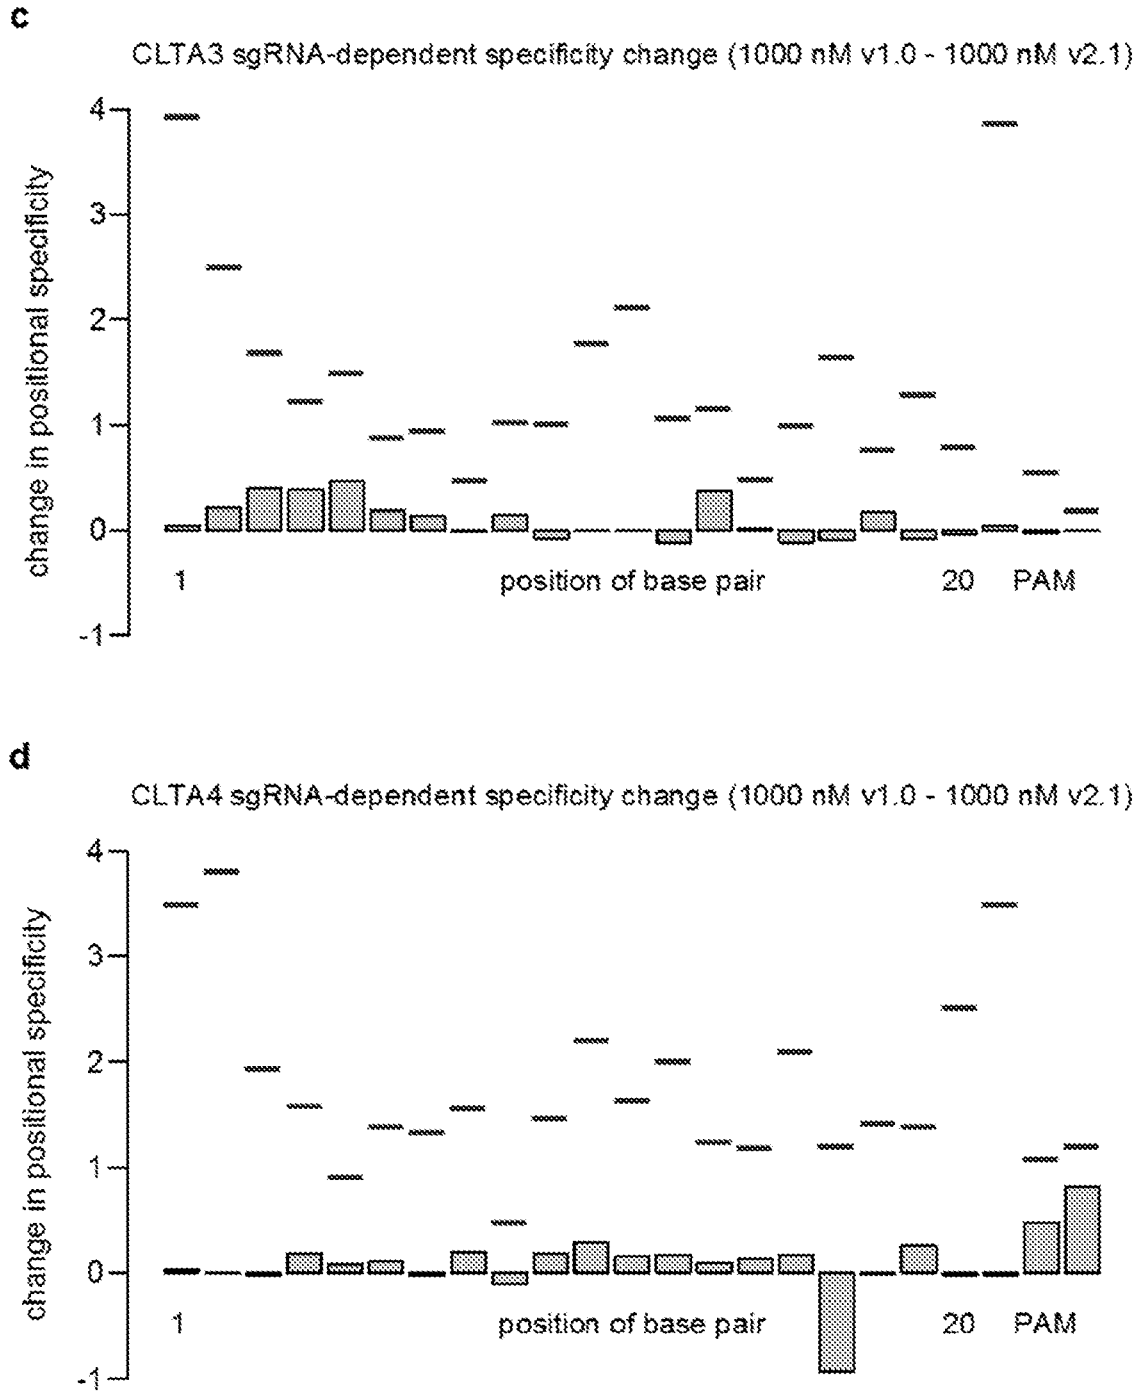 c
CLTA3 sgRNA-dependent specificity change (1000 nM v1.0 - 1000 nM v2.1)
4
3
2
1
0
-1
change in positional specificity
1 position of base pair 20 PAM
d
CLTA4 sgRNA-dependent specificity change (1000 nM v1.0 - 1000 nM v2.1)
4
3
2
1
0
-1
change in positional specificity
1 position of base pair 20 PAM